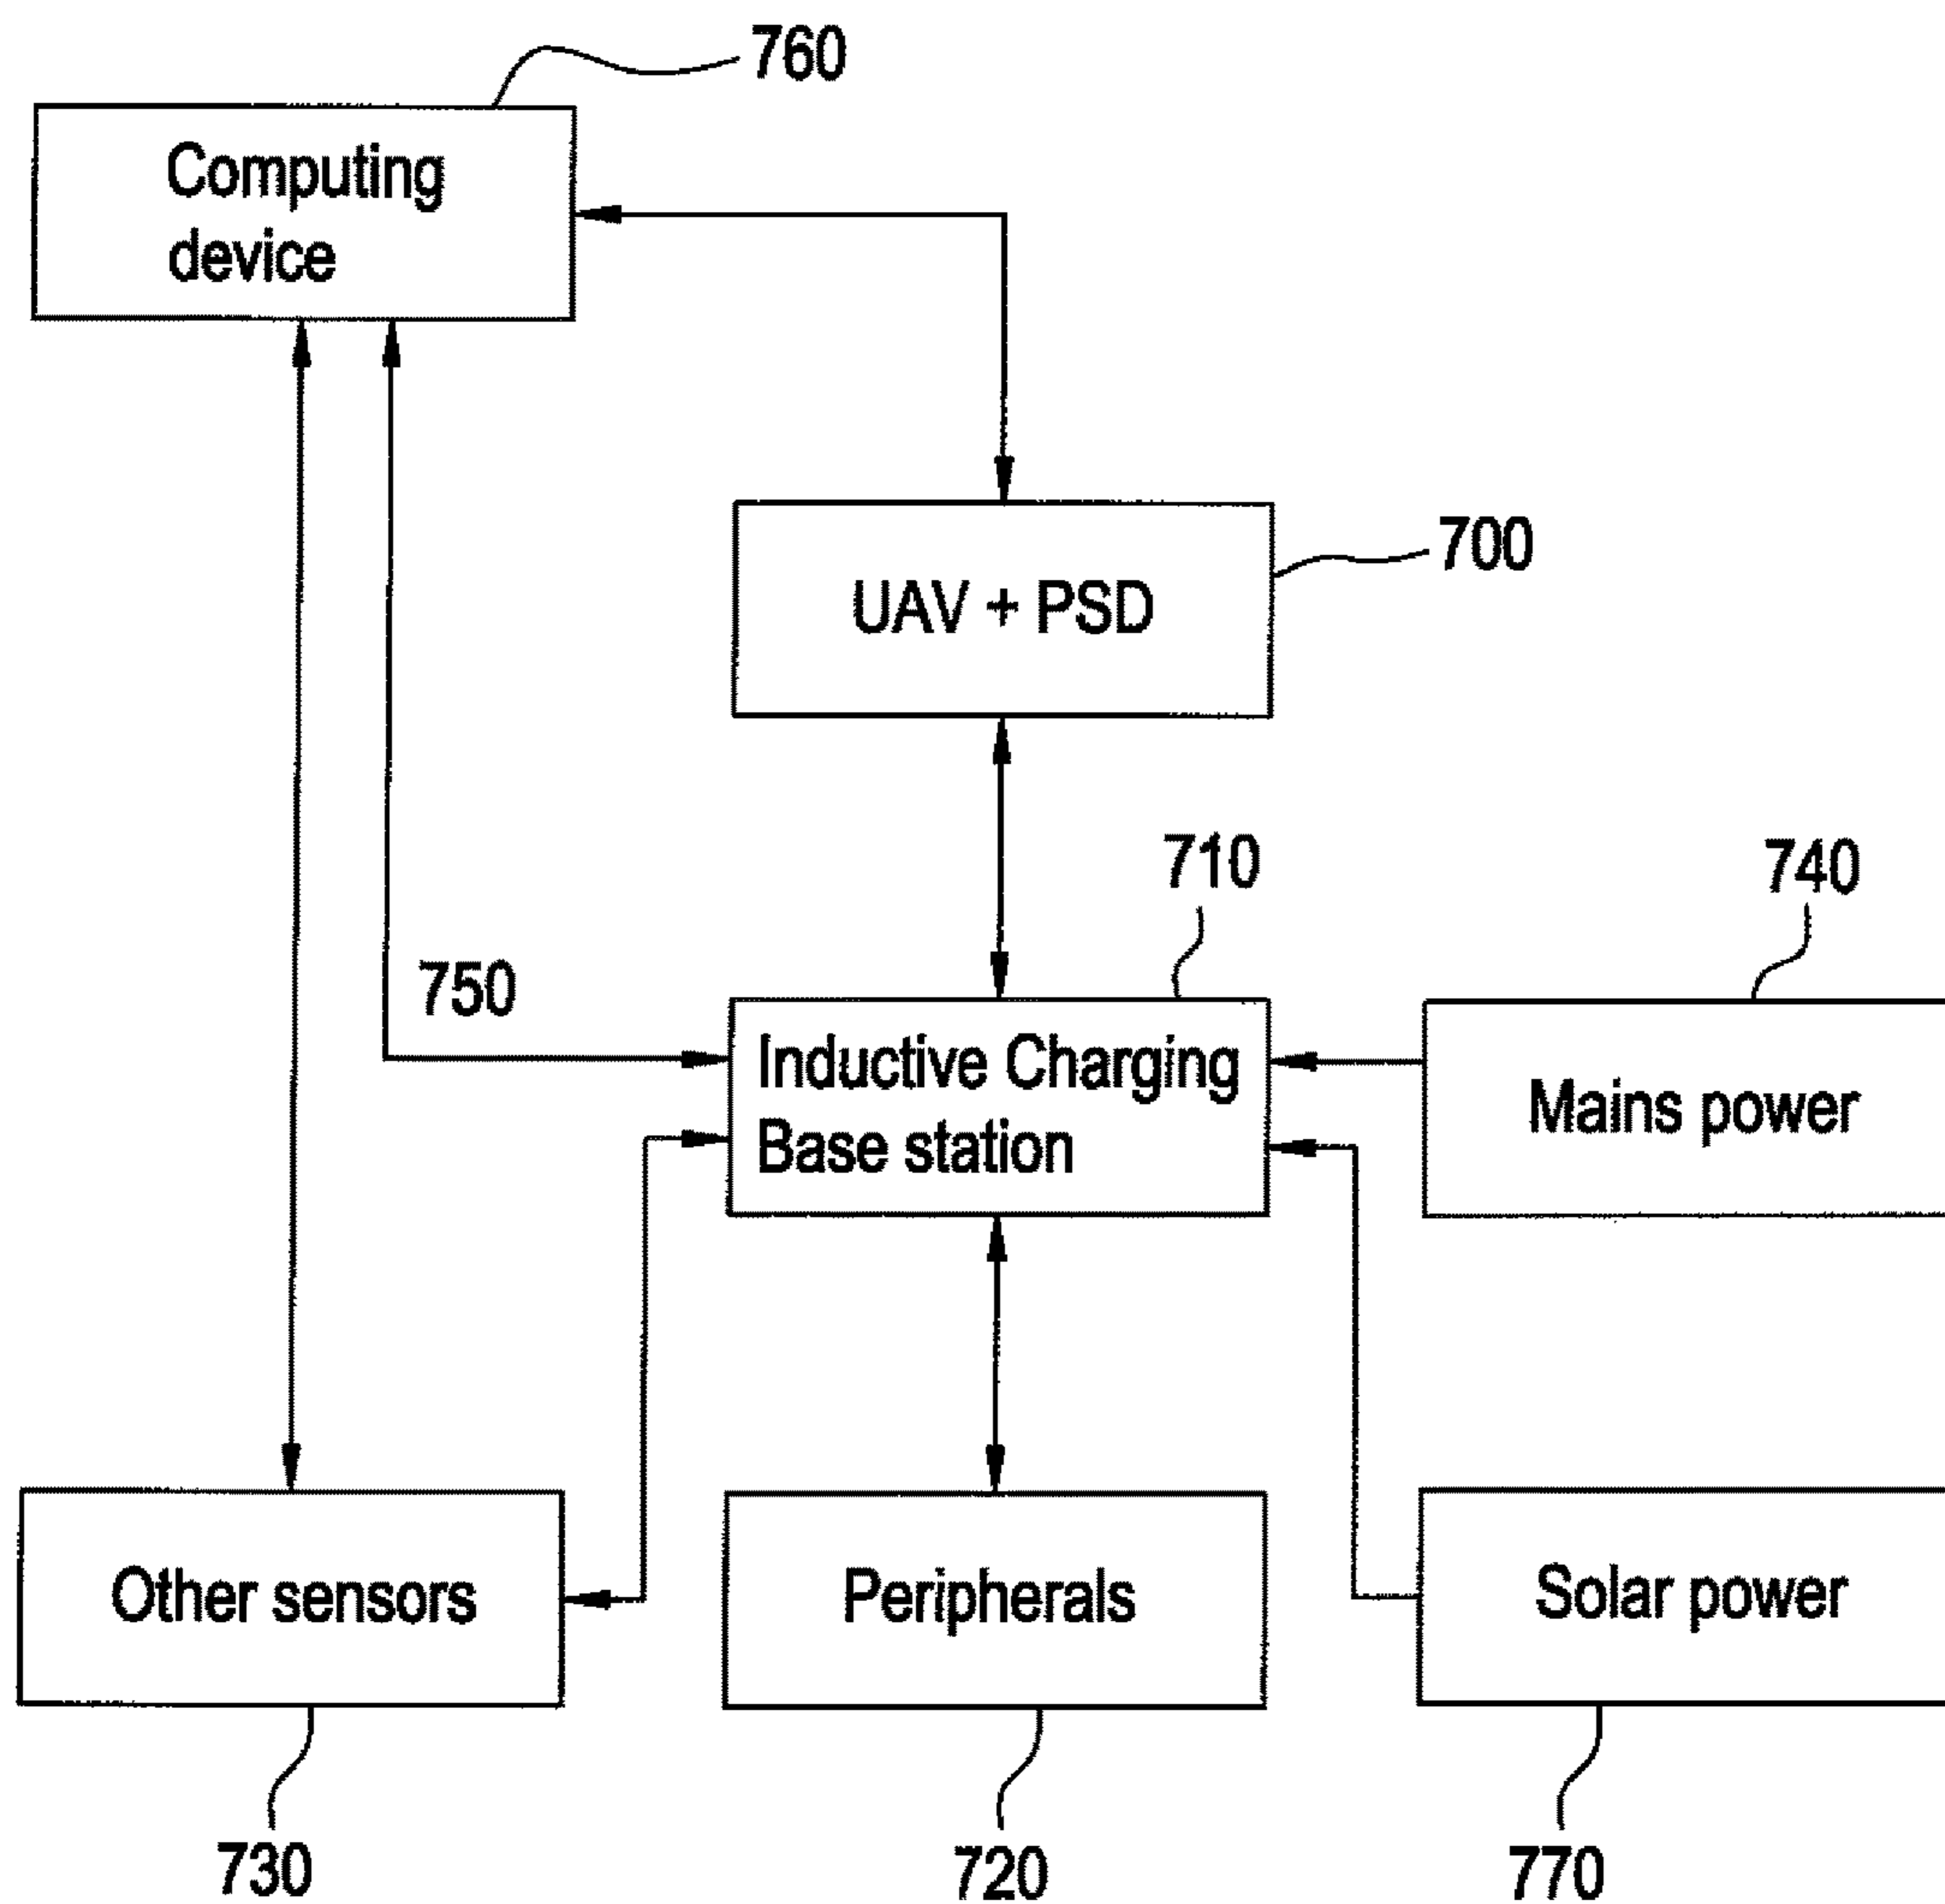 760
Computing
device
700
UAV + PSD
710
740
750
Inductive Charging
Base station
Mains power
Other sensors
Peripherals
Solar power
730
720
770